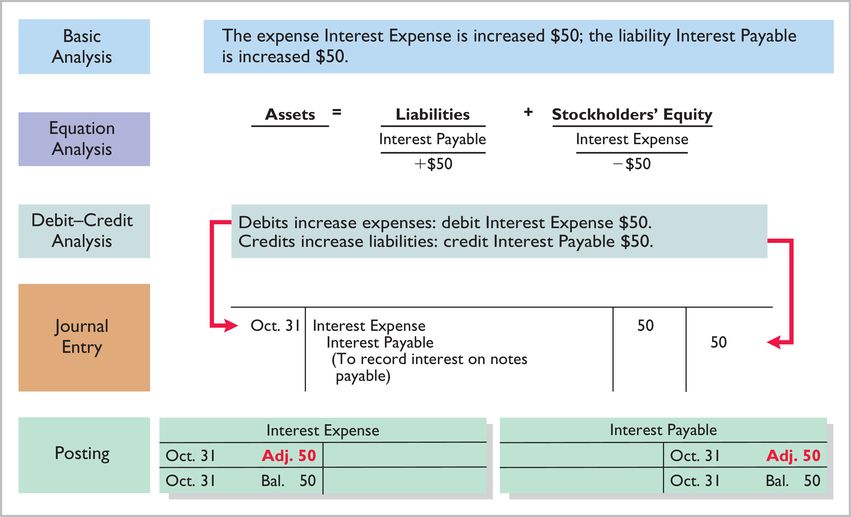 Basic
Analysis
The expense Interest Expense is increased $50; the liability Interest Payable
is increased $50.
Equation
Analysis
Assets = Liabilities + Stockholders' Equity
Interest Payable Interest Expense
+$50 −$50
Debit–Credit
Analysis
Debits increase expenses: debit Interest Expense $50.
Credits increase liabilities: credit Interest Payable $50.
Journal
Entry
Oct. 31 Interest Expense 50
Interest Payable 50
(To record interest on notes
payable)
Posting
Interest Expense
Oct. 31 Adj. 50
Oct. 31 Bal. 50
Interest Payable
Oct. 31 Adj. 50
Oct. 31 Bal. 50